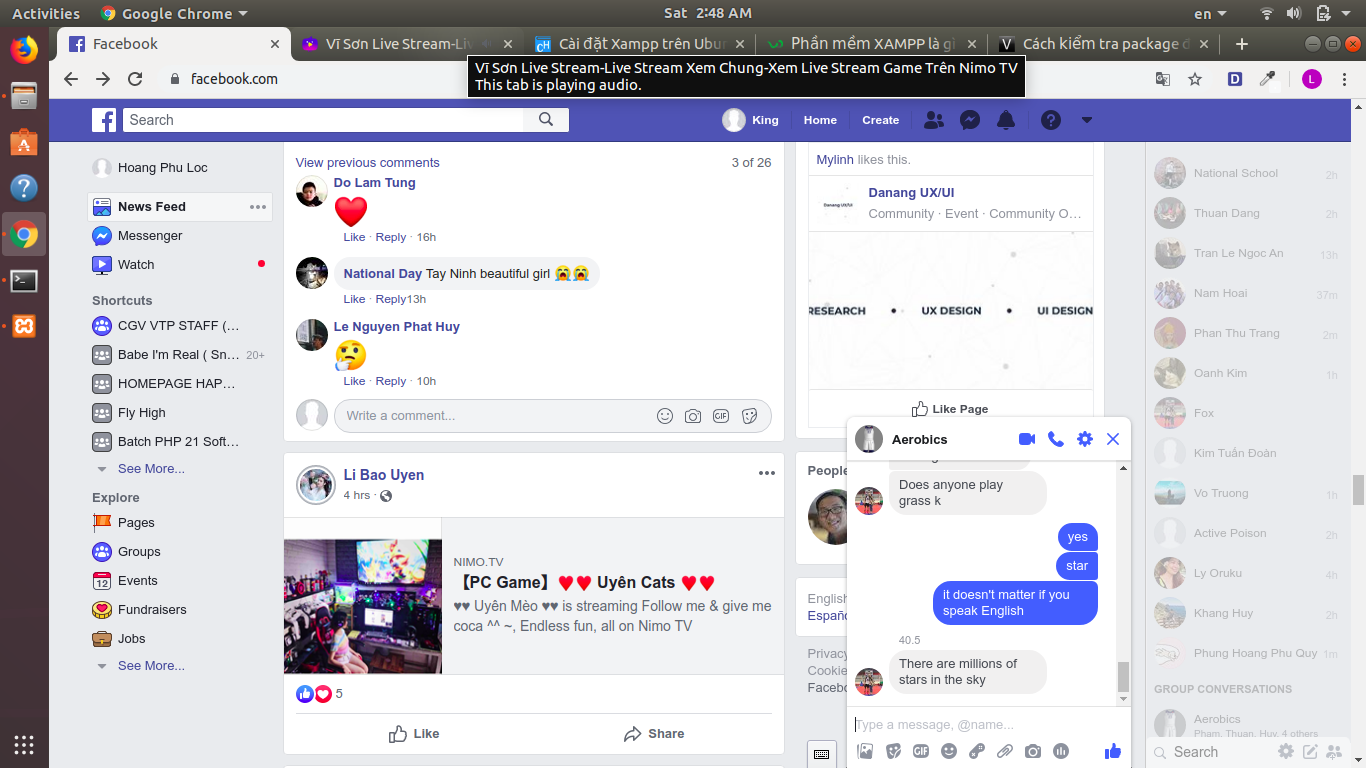 Activities
Google Chrome
Sat 2:48 AM
en
Facebook
Vĩ Sơn Live Stream-Liv
Cài đặt Xampp trên Ubur
Phần mềm XAMPP là gì
Cách kiểm tra package đ
facebook.com
D
L
Vĩ Sơn Live Stream-Live Stream Xem Chung-Xem Live Stream Game Trên Nimo TV
This tab is playing audio.
Search
King
Home
Create
Hoang Phu Loc
News Feed
Messenger
Watch
Shortcuts
CGV VTP STAFF (...
Babe I'm Real ( Sn... 20+
HOMEPAGE HAP...
Fly High
Batch PHP 21 Soft...
See More...
Explore
Pages
Groups
12 Events
Fundraisers
Jobs
See More...
View previous comments 3 of 26
Do Lam Tung
❤️
Like · Reply · 16h
National Day Tay Ninh beautiful girl 😭😭
Like · Reply13h
Le Nguyen Phat Huy
🤔
Like · Reply · 10h
Write a comment...
GIF
Li Bao Uyen
4 hrs ·
NIMO.TV
【PC Game】♥♥ Uyên Cats ♥♥
♥♥ Uyên Mèo ♥♥ is streaming Follow me & give me
coca ^^ ~, Endless fun, all on Nimo TV
5
Like
Share
Mylinh likes this.
Danang UX/UI
Danang UX/UI
Community · Event · Community O...
RESEARCH • UX DESIGN • UI DESIGN
Like Page
People
English
Españo
Privacy
Cookie
Facebo
Aerobics
Does anyone play
grass k
yes
star
it doesn't matter if you
speak English
40.5
There are millions of
stars in the sky
Type a message, @name...
GIF
National School 2h
Thuan Dang 2h
Tran Le Ngoc An 13h
Nam Hoai 37m
Phan Thu Trang 2m
Oanh Kim 1h
Fox
Kim Tuấn Đoàn
Vo Truong 1h
Active Poison 2h
Ly Oruku 4h
Khang Huy 2h
Phung Hoang Phu Quy 1m
GROUP CONVERSATIONS
Aerobics
Pham, Thuan, Huy, 4 others
Search